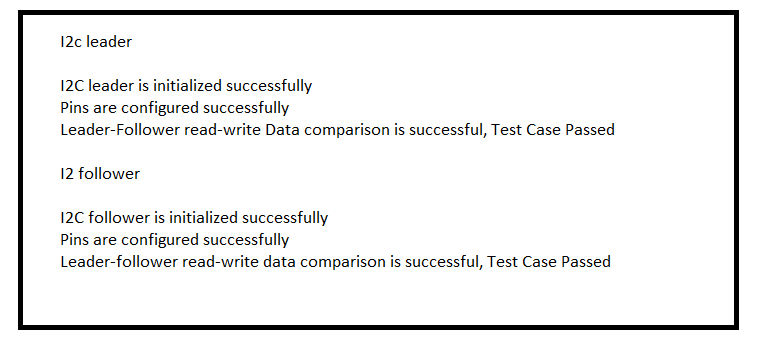 I2c leader
I2C leader is initialized successfully
Pins are configured successfully
Leader-Follower read-write Data comparison is successful, Test Case Passed
I2 follower
I2C follower is initialized successfully
Pins are configured successfully
Leader-follower read-write data comparison is successful, Test Case Passed